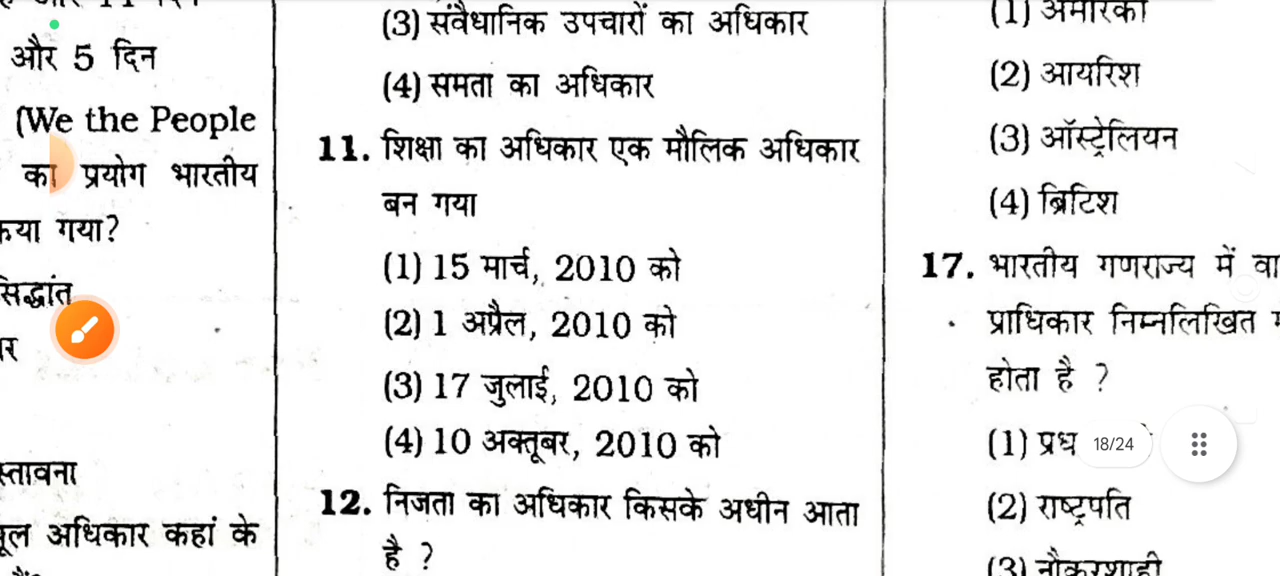 और 5 दिन
(We the People
का प्रयोग भारतीय
गया?
सिद्धांत
अधिकार कहां के
(3) संवैधानिक उपचारों का अधिकार
(4) समता का अधिकार
11. शिक्षा का अधिकार एक मौलिक अधिकार
बन गया
(1) 15 मार्च, 2010 को
(2) 1 अप्रैल, 2010 को
(3) 17 जुलाई, 2010 को
(4) 10 अक्तूबर, 2010 को
12. निजता का अधिकार किसके अधीन आता
है ?
(1) अमेरिका
(2) आयरिश
(3) ऑस्ट्रेलियन
(4) ब्रिटिश
17. भारतीय गणराज्य में
प्राधिकार निम्नलिखित
होता है ?
(1)
18/24
(2) राष्ट्रपति
(3) नौकरशाही